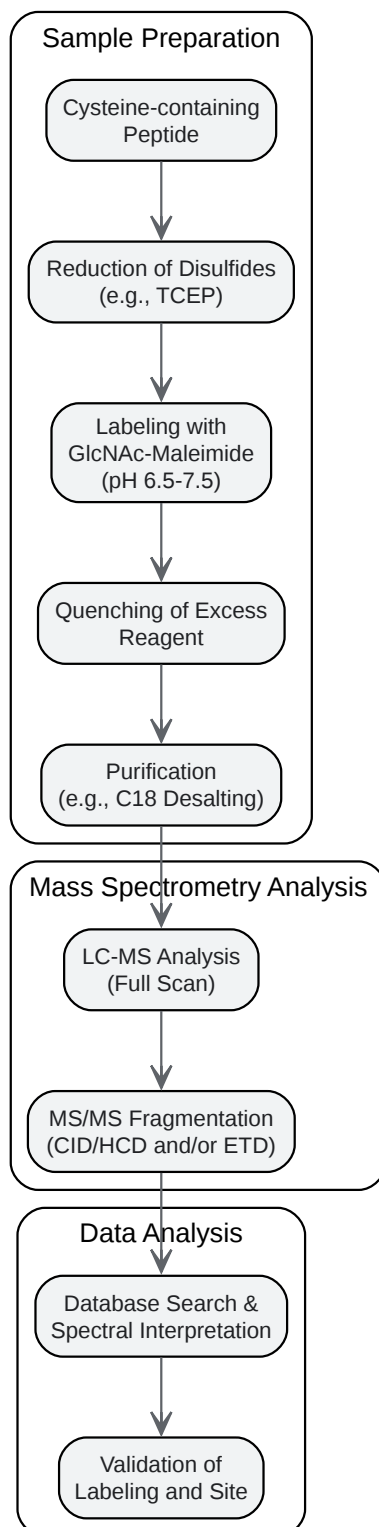 Sample Preparation
Cysteine-containing
Peptide
Reduction of Disulfides
(e.g., TCEP)
Labeling with
GlcNAc-Maleimide
(pH 6.5-7.5)
Quenching of Excess
Reagent
Purification
(e.g., C18 Desalting)
Mass Spectrometry Analysis
LC-MS Analysis
(Full Scan)
MS/MS Fragmentation
(CID/HCD and/or ETD)
Data Analysis
Database Search &
Spectral Interpretation
Validation of
Labeling and Site